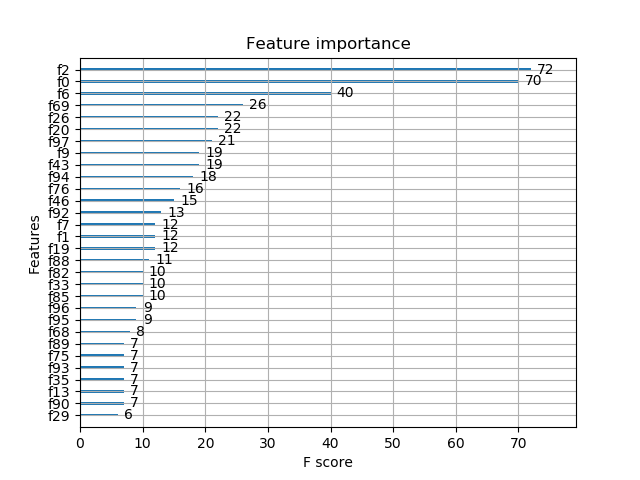 Feature importance
Features
f2 72
f0 70
f6 40
f69 26
f26 22
f20 22
f97 21
f9 19
f43 19
f94 18
f76 16
f46 15
f92 13
f7 12
f1 12
f19 12
f88 11
f82 10
f33 10
f85 10
f96 9
f95 9
f68 8
f89 7
f75 7
f93 7
f35 7
f13 7
f90 7
f29 6
0 10 20 30 40 50 60 70
F score